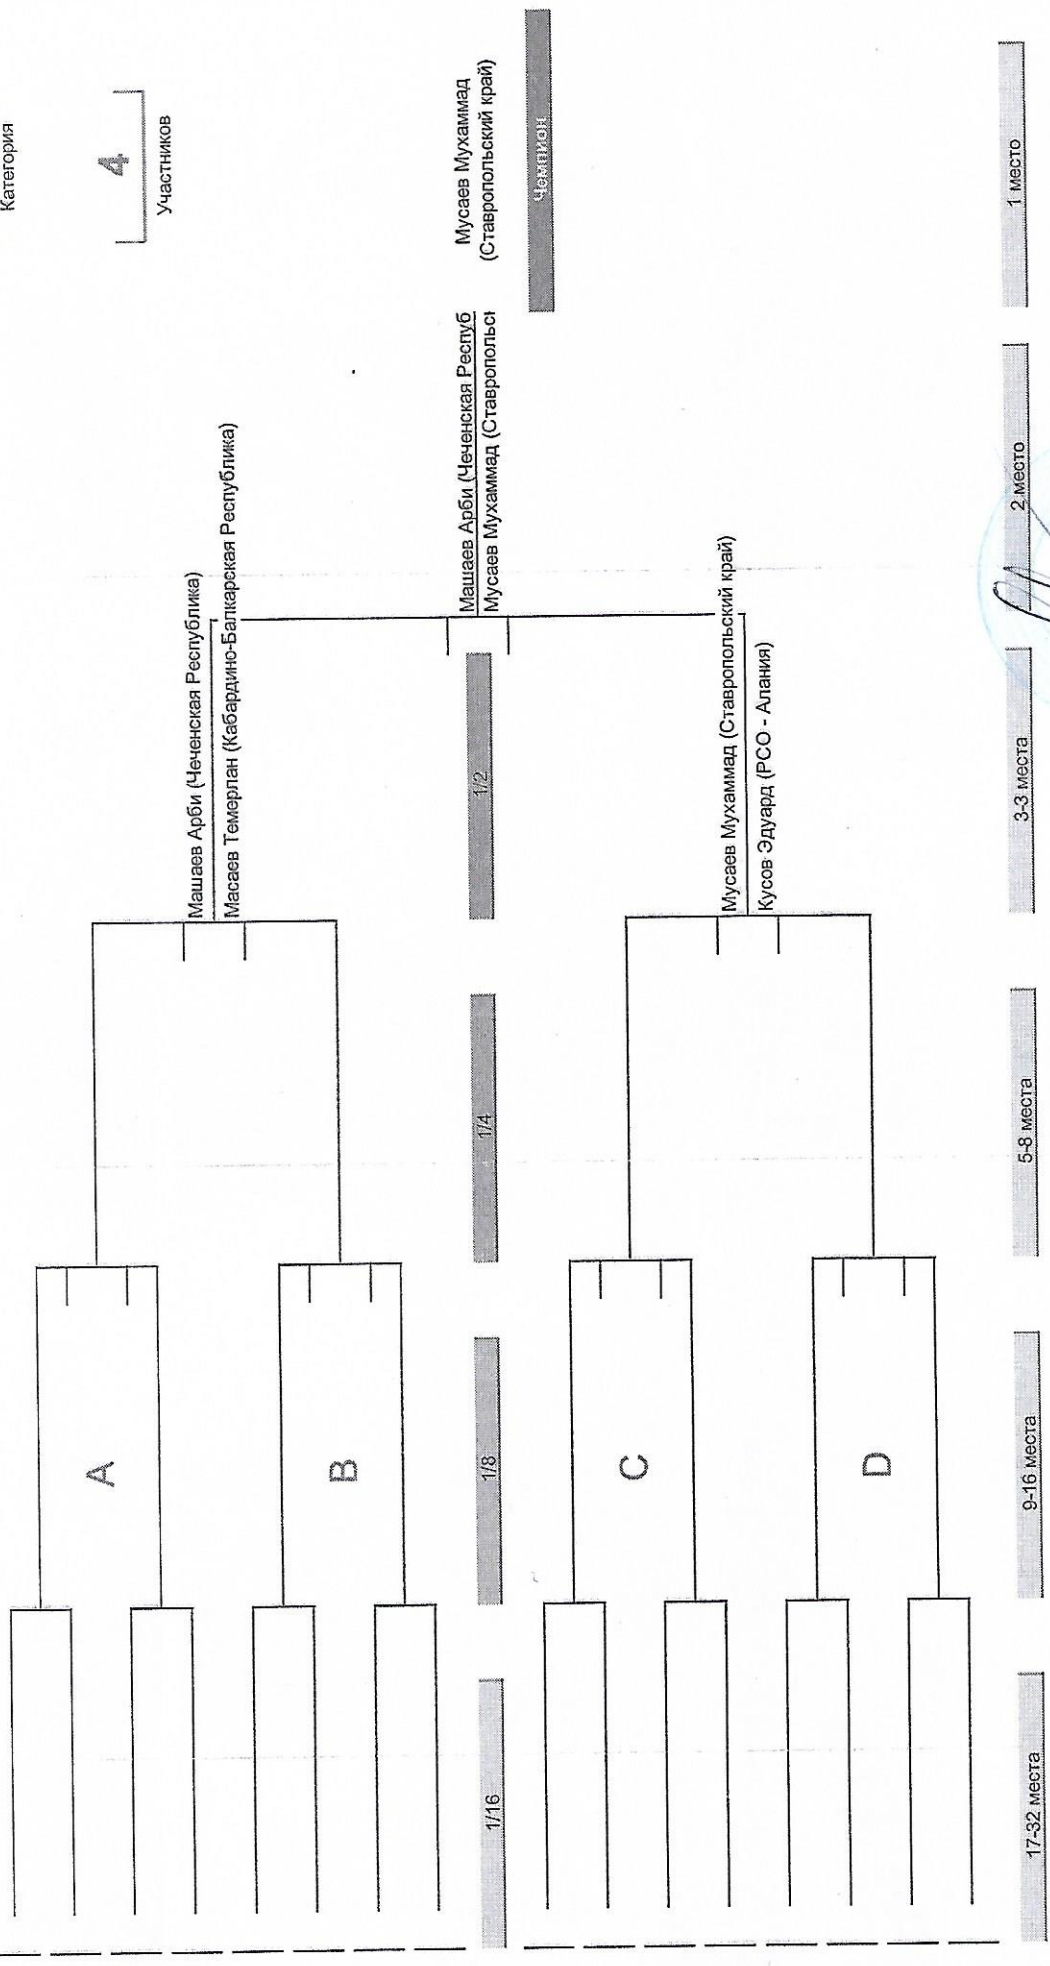 Категория
4
Участников
Машаев Арби (Чеченская Республика)
Масаев Темерлан (Кабардино-Балкарская Республика)
A
B
1/16
1/8
1/4
1/2
Машаев Арби (Чеченская Респуб
Мусаев Мухаммад (Ставропольск
Мусаев Мухаммад
(Ставропольский край)
Чемпион
Мусаев Мухаммад (Ставропольский край)
Кусов Эдуард (РСО - Алания)
C
D
17-32 места
9-16 места
5-8 места
3-3 места
2 место
1 место